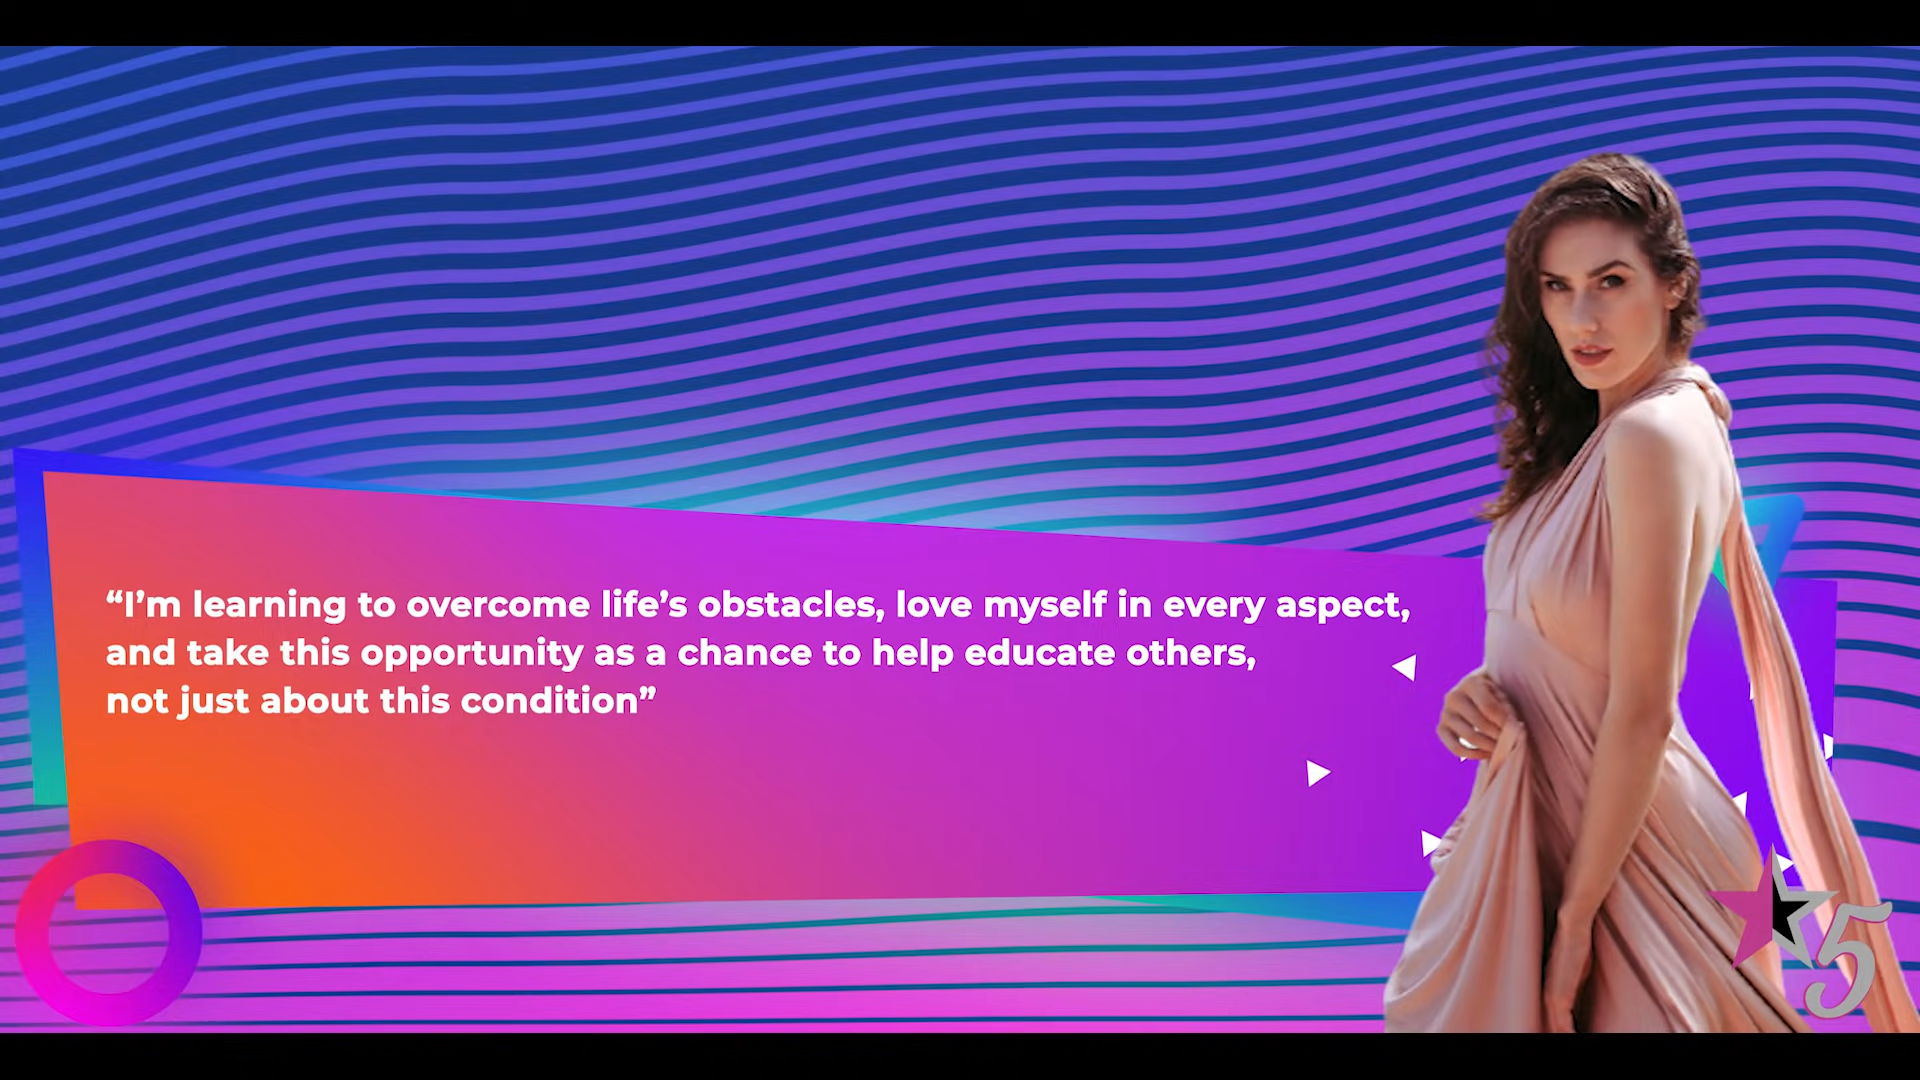 “I’m learning to overcome life’s obstacles, love myself in every aspect,
and take this opportunity as a chance to help educate others,
not just about this condition”
5